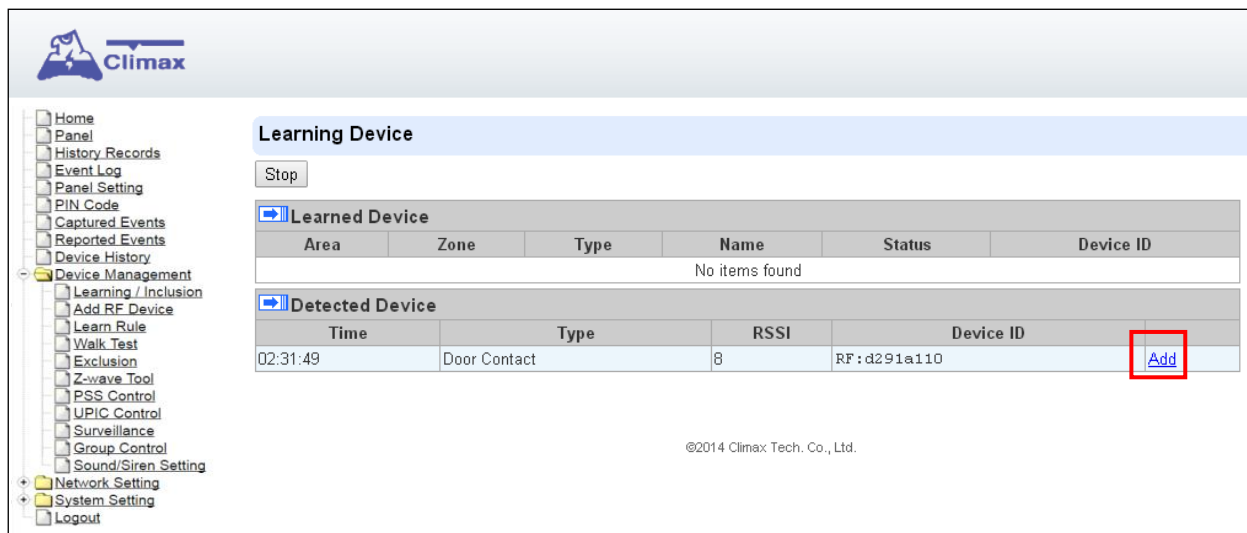 Climax
Home
Panel
History Records
Event Log
Panel Setting
PIN Code
Captured Events
Reported Events
Device History
Device Management
Learning / Inclusion
Add RF Device
Learn Rule
Walk Test
Exclusion
Z-wave Tool
PSS Control
UPIC Control
Surveillance
Group Control
Sound/Siren Setting
Network Setting
System Setting
Logout
Learning Device
Stop
Learned Device
Area Zone Type Name Status Device ID
No items found
Detected Device
Time Type RSSI Device ID
02:31:49 Door Contact 8 RF:d291a110 Add
©2014 Climax Tech. Co., Ltd.